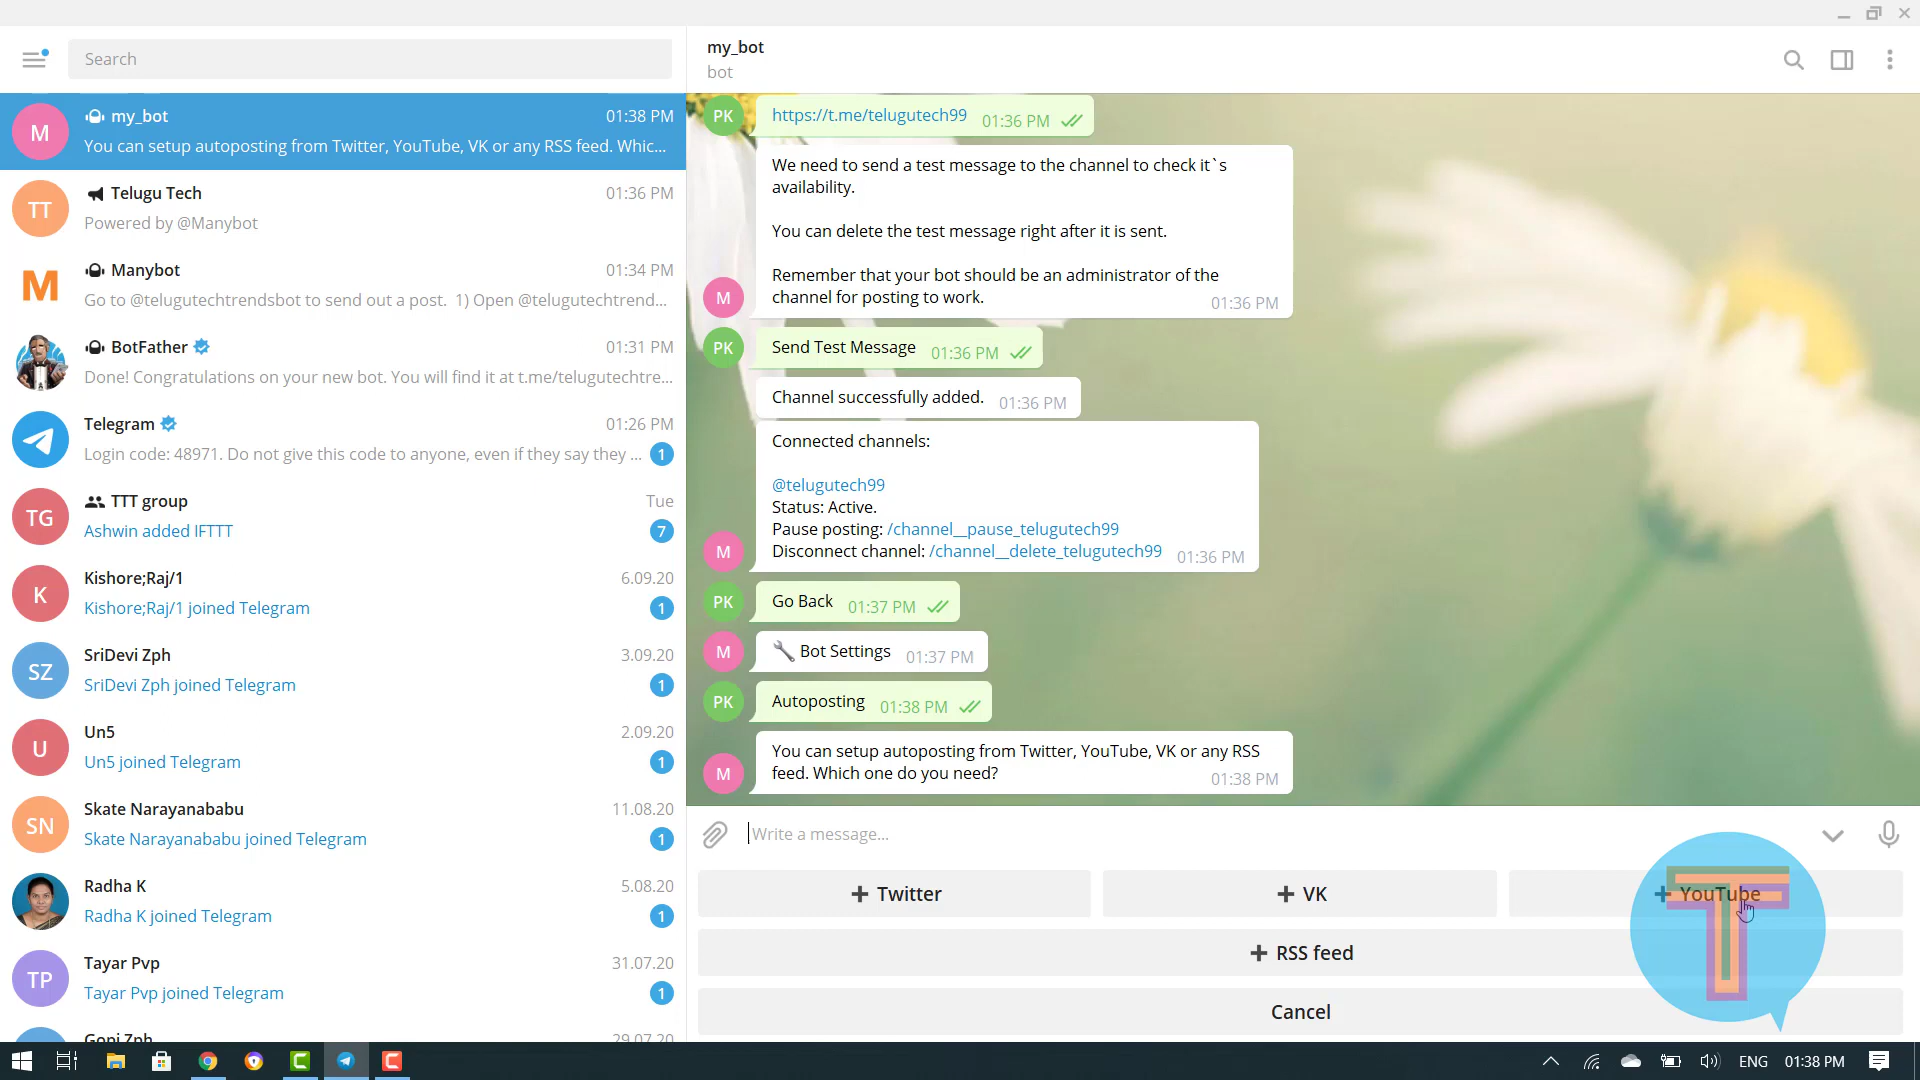 Search
M
my_bot
01:38 PM
You can setup autoposting from Twitter, YouTube, VK or any RSS feed. Whic...
TT
Telugu Tech
01:36 PM
Powered by @Manybot
M
Manybot
01:34 PM
Go to @telugutechtrendsbot to send out a post. 1) Open @telugutechtrend...
BotFather
01:31 PM
Done! Congratulations on your new bot. You will find it at t.me/telugutechtre...
Telegram
01:26 PM
Login code: 48971. Do not give this code to anyone, even if they say they ...
1
TG
TTT group
Tue
Ashwin added IFTTT
7
K
Kishore;Raj/1
6.09.20
Kishore;Raj/1 joined Telegram
1
SZ
SriDevi Zph
3.09.20
SriDevi Zph joined Telegram
1
U
Un5
2.09.20
Un5 joined Telegram
1
SN
Skate Narayanababu
11.08.20
Skate Narayanababu joined Telegram
1
Radha K
5.08.20
Radha K joined Telegram
1
TP
Tayar Pvp
31.07.20
Tayar Pvp joined Telegram
1
Gopi Zph
29.07.20
my_bot
bot
PK
https://t.me/telugutech99 01:36 PM
We need to send a test message to the channel to check it`s
availability.
You can delete the test message right after it is sent.
Remember that your bot should be an administrator of the
channel for posting to work.
01:36 PM
M
PK
Send Test Message 01:36 PM
Channel successfully added. 01:36 PM
Connected channels:
@telugutech99
Status: Active.
Pause posting: /channel__pause_telugutech99
Disconnect channel: /channel__delete_telugutech99 01:36 PM
M
PK
Go Back 01:37 PM
M
Bot Settings 01:37 PM
PK
Autoposting 01:38 PM
You can setup autoposting from Twitter, YouTube, VK or any RSS
feed. Which one do you need?
01:38 PM
M
Write a message...
+ Twitter
+ VK
+ YouTube
+ RSS feed
Cancel
T
ENG
01:38 PM